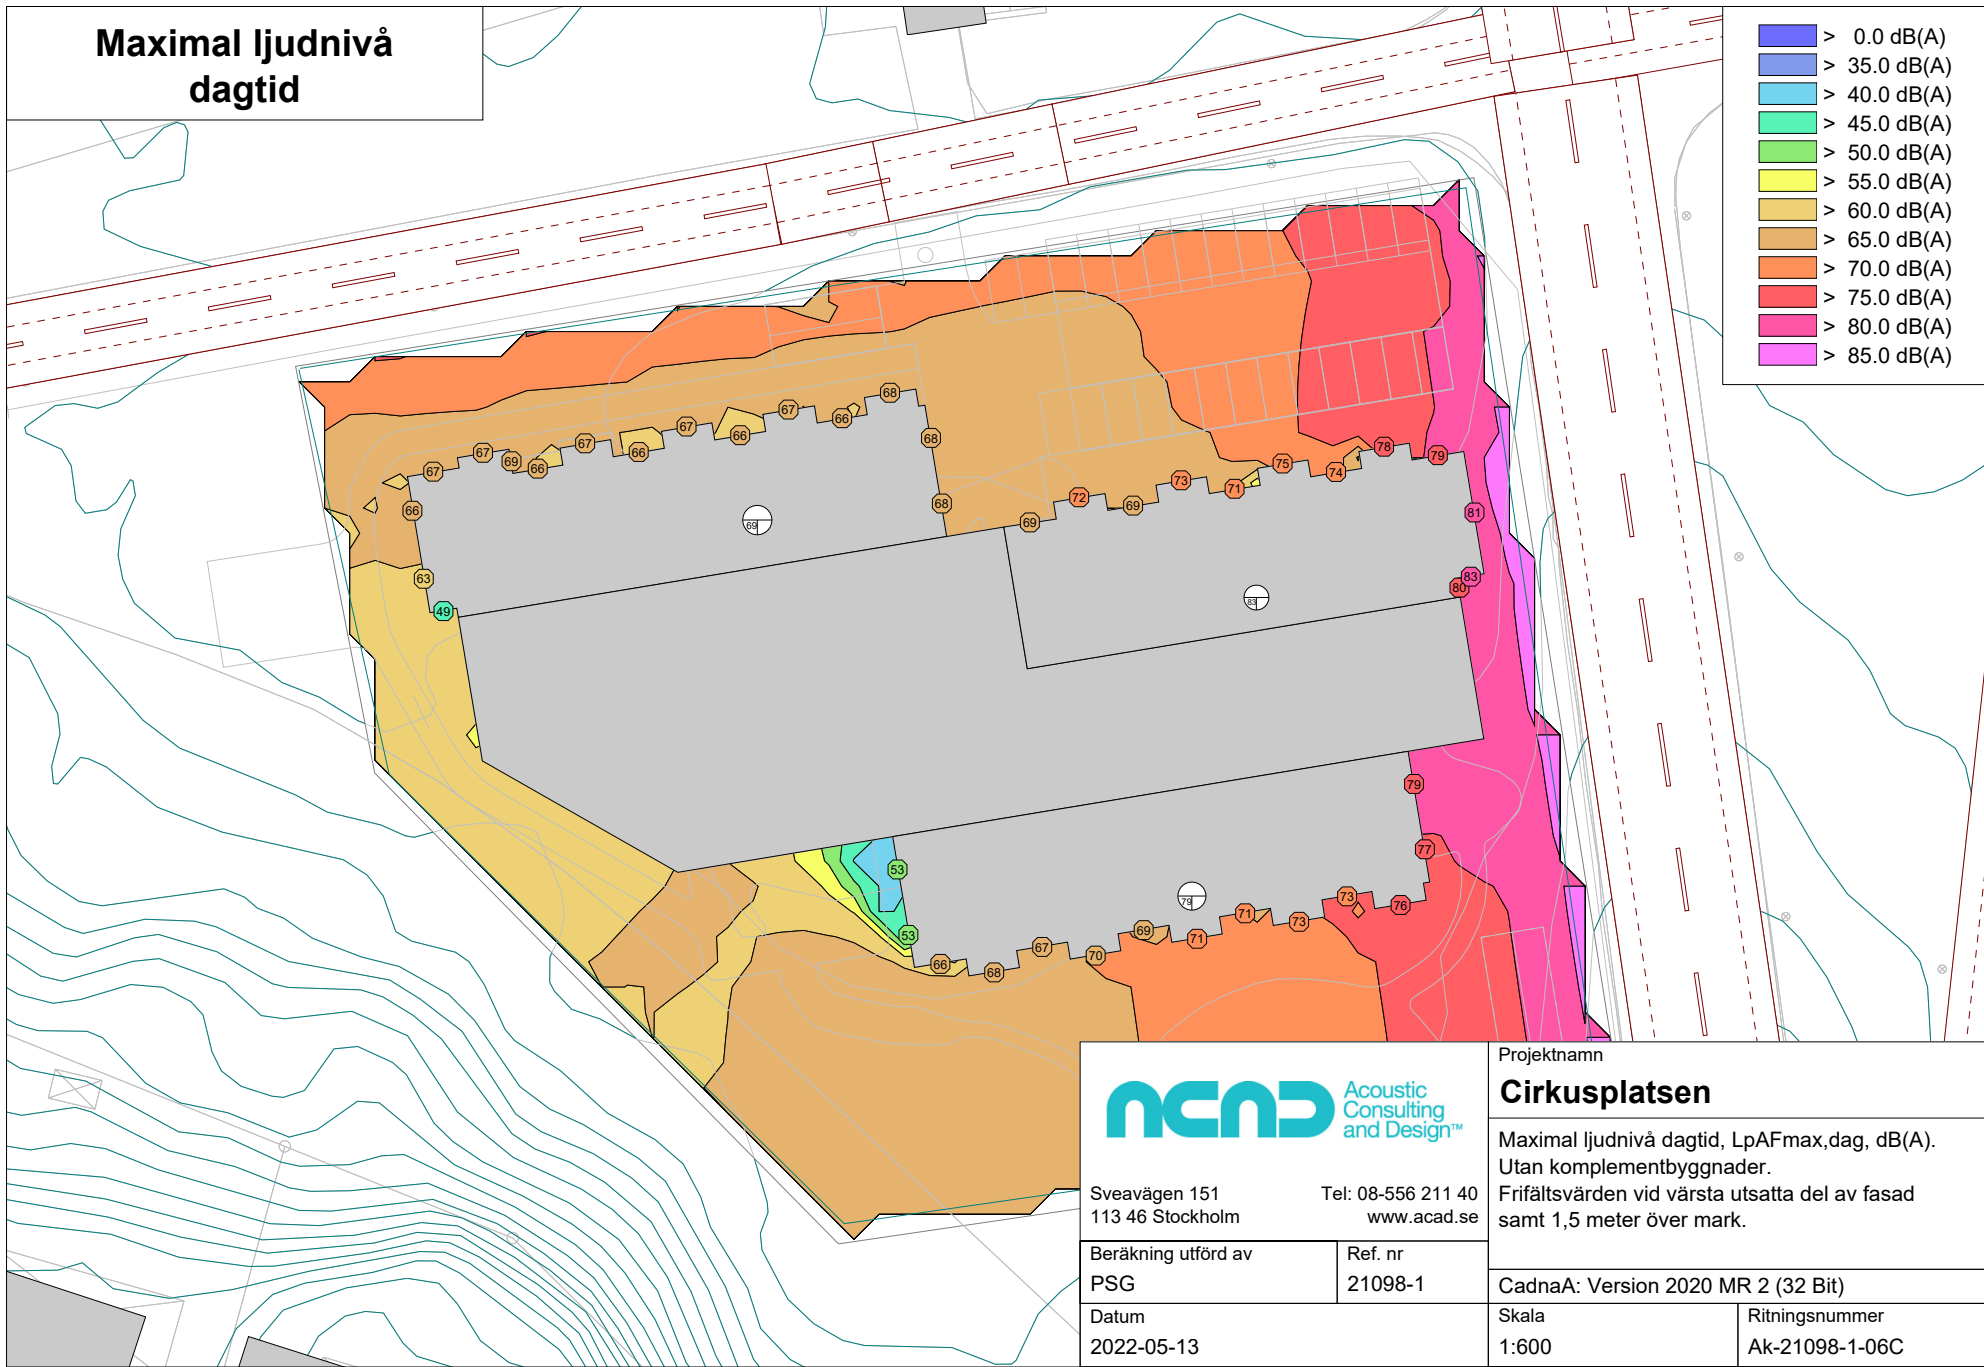 Maximal ljudnivå
dagtid
> 0.0 dB(A)
> 35.0 dB(A)
> 40.0 dB(A)
> 45.0 dB(A)
> 50.0 dB(A)
> 55.0 dB(A)
> 60.0 dB(A)
> 65.0 dB(A)
> 70.0 dB(A)
> 75.0 dB(A)
> 80.0 dB(A)
> 85.0 dB(A)
67
67
69
66
67
66
67
66
67
66
68
68
68
66
63
49
69
69
72
69
73
71
75
74
78
79
81
83
80
83
79
77
76
73
73
71
71
69
70
67
68
66
53
53
79
acad
Acoustic
Consulting
and Design™
Sveavägen 151
113 46 Stockholm
Tel: 08-556 211 40
www.acad.se
Beräkning utförd av
PSG
Ref. nr
21098-1
Datum
2022-05-13
Projektnamn
Cirkusplatsen
Maximal ljudnivå dagtid, LpAFmax,dag, dB(A).
Utan komplementbyggnader.
Frifältsvärden vid värsta utsatta del av fasad
samt 1,5 meter över mark.
CadnaA: Version 2020 MR 2 (32 Bit)
Skala
1:600
Ritningsnummer
Ak-21098-1-06C